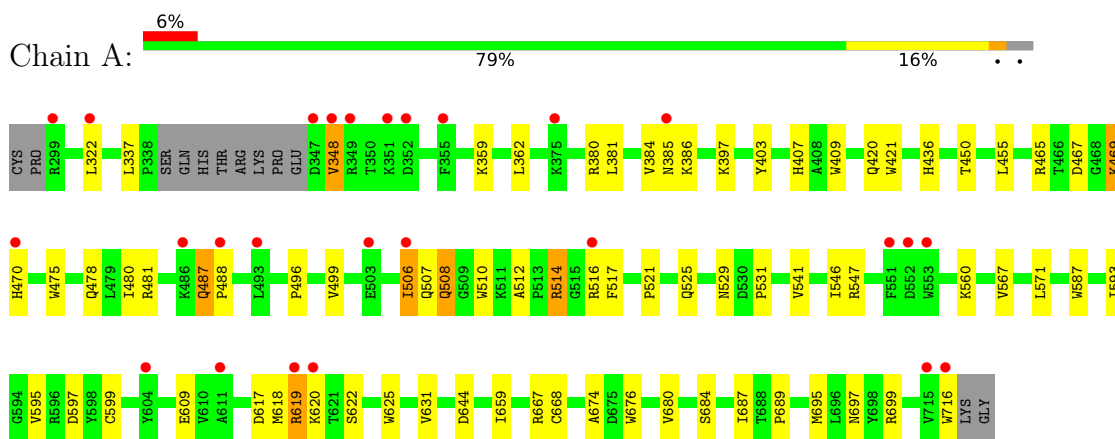 6%
Chain A:
79% 16% • •
CYS PRO R299 L322 L337 P338 SER GLN HIS THR ARG LYS PRO GLU D347 V348 R349 T350 K351 D352 F355 K359 L362 K375 R380 L381 V384 N385 K386 K397 Y403 H407 A408 W409 Q420 W421 H436 T450 L455 R465 T466 D467 G468 K469
H470 W475 Q478 L479 I480 R481 K486 Q487 P488 L493 P496 V499 E503 I506 Q507 Q508 G509 W510 K511 A512 P513 R514 G515 R516 F517 P521 Q525 N529 D530 P531 V541 I546 R547 F551 D552 W553 K560 V567 L571 W587 I593
G594 V595 R596 D597 Y598 C599 Y604 E609 V610 A611 D617 M618 R619 K620 T621 S622 W625 V631 D644 I659 R667 C668 A674 D675 W676 V680 S684 I687 T688 P689 M695 L696 N697 Y698 R699 V715 W716 LYS GLY